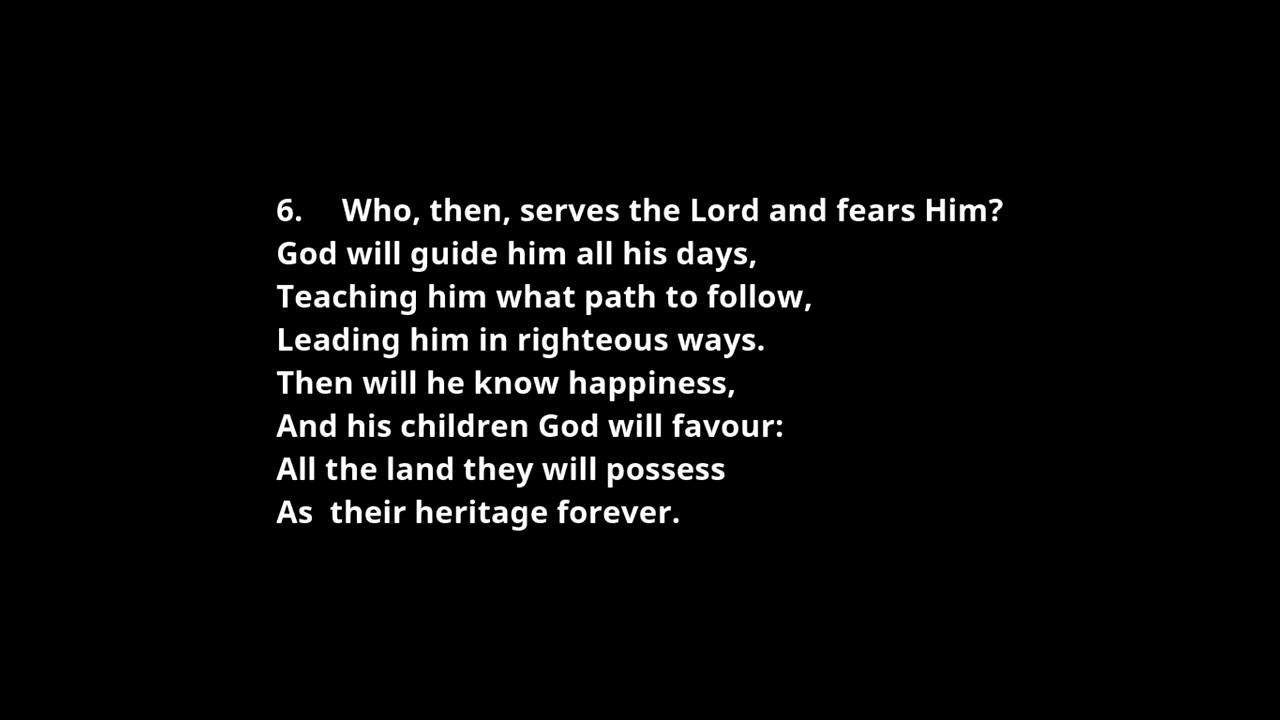 6.    Who, then, serves the Lord and fears Him?
God will guide him all his days,
Teaching him what path to follow,
Leading him in righteous ways.
Then will he know happiness,
And his children God will favour:
All the land they will possess
As  their heritage forever.